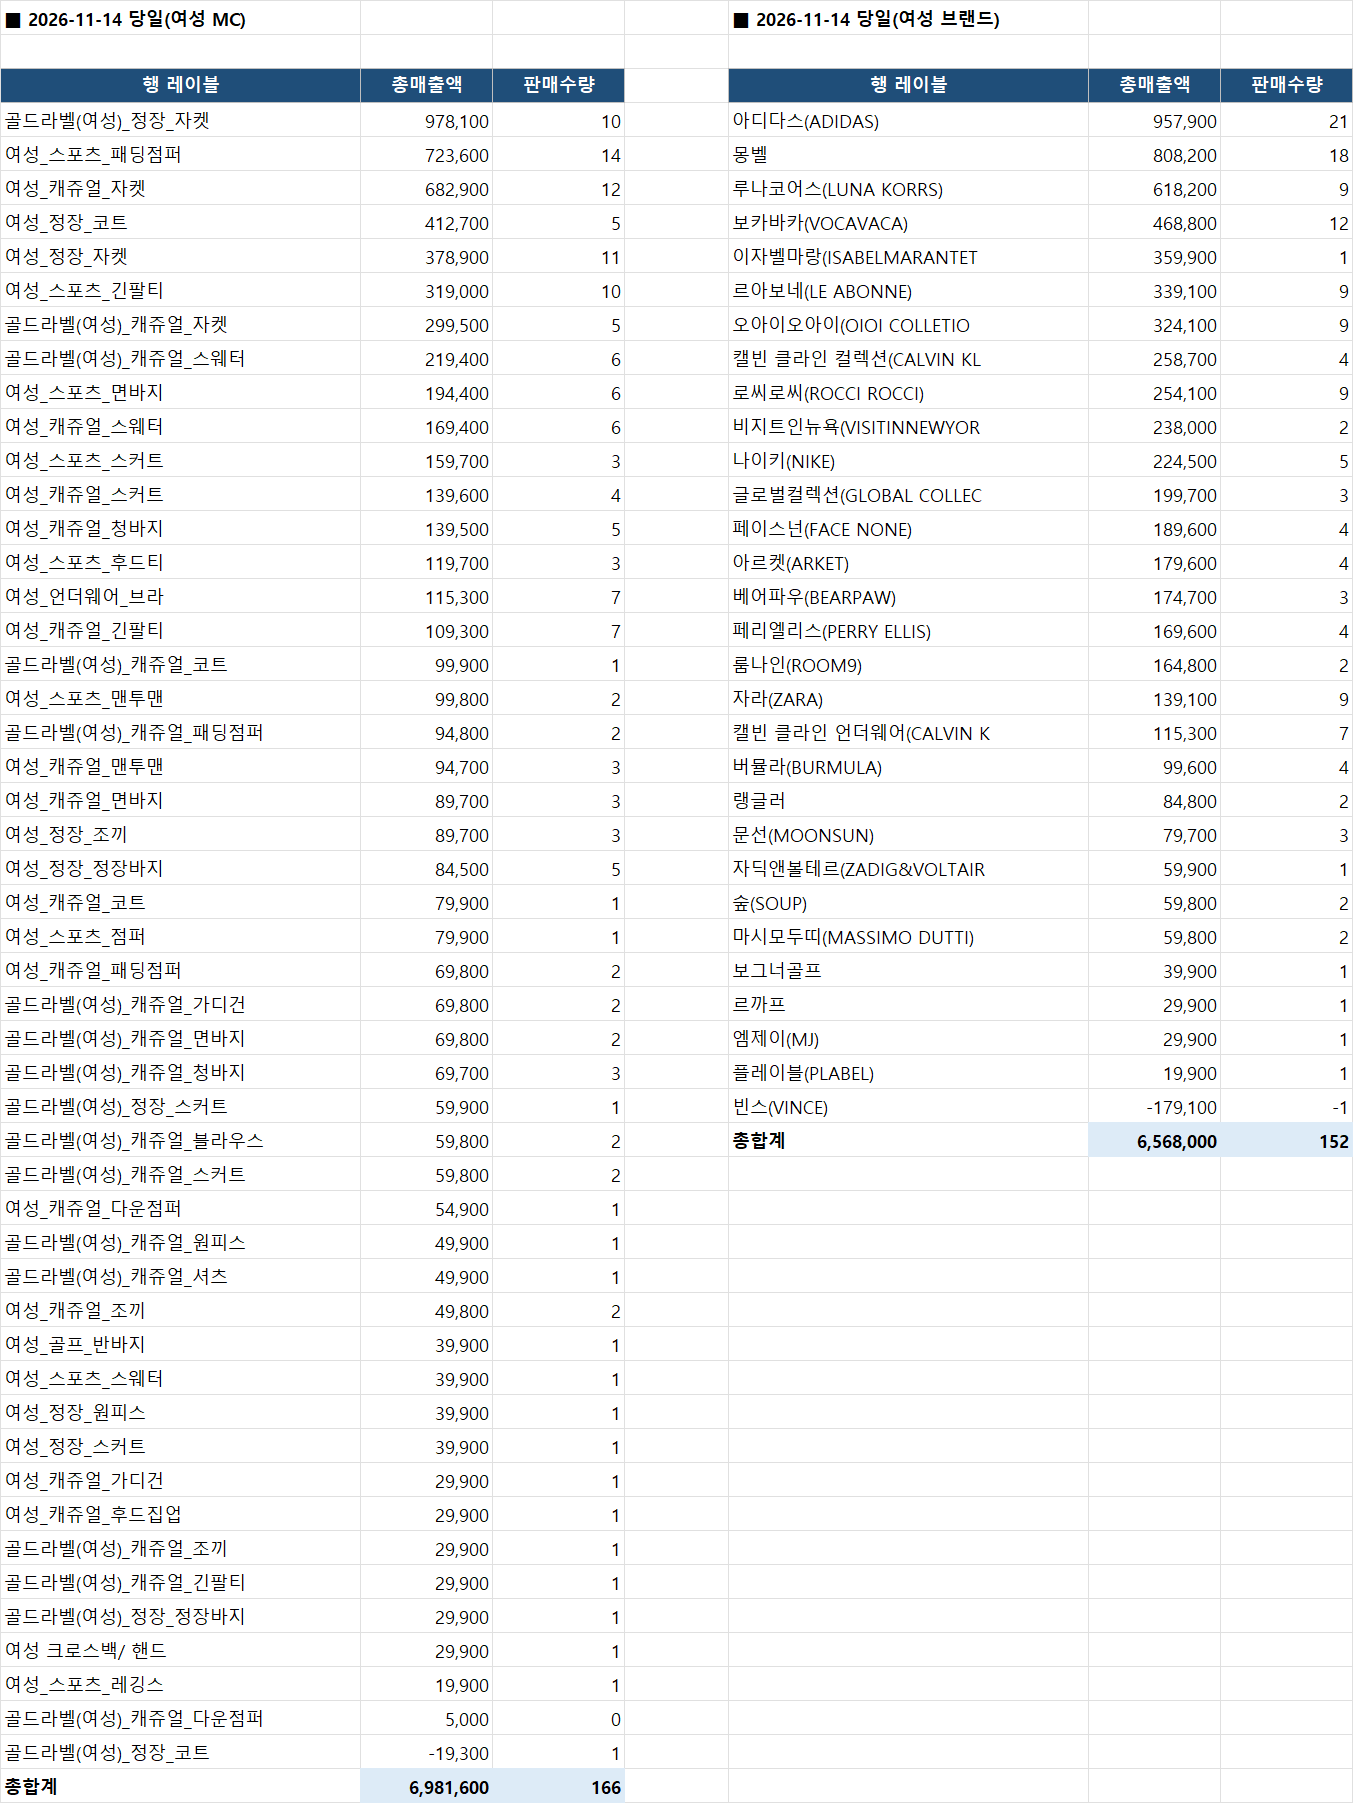 ■ 2026-11-14 당일(여성 MC) ■ 2026-11-14 당일(여성 브랜드)
행 레이블 총매출액 판매수량 행 레이블 총매출액 판매수량
골드라벨(여성)_정장_자켓 978,100 10 아디다스(ADIDAS) 957,900 21
여성_스포츠_패딩점퍼 723,600 14 몽벨 808,200 18
여성_캐쥬얼_자켓 682,900 12 루나코어스(LUNA KORRS) 618,200 9
여성_정장_코트 412,700 5 보카바카(VOCAVACA) 468,800 12
여성_정장_자켓 378,900 11 이자벨마랑(ISABELMARANTET 359,900 1
여성_스포츠_긴팔티 319,000 10 르아보네(LE ABONNE) 339,100 9
골드라벨(여성)_캐쥬얼_자켓 299,500 5 오아이오아이(OIOI COLLETIO 324,100 9
골드라벨(여성)_캐쥬얼_스웨터 219,400 6 캘빈 클라인 컬렉션(CALVIN KL 258,700 4
여성_스포츠_면바지 194,400 6 로씨로씨(ROCCI ROCCI) 254,100 9
여성_캐쥬얼_스웨터 169,400 6 비지트인뉴욕(VISITINNEWYOR 238,000 2
여성_스포츠_스커트 159,700 3 나이키(NIKE) 224,500 5
여성_캐쥬얼_스커트 139,600 4 글로벌컬렉션(GLOBAL COLLEC 199,700 3
여성_캐쥬얼_청바지 139,500 5 페이스넌(FACE NONE) 189,600 4
여성_스포츠_후드티 119,700 3 아르켓(ARKET) 179,600 4
여성_언더웨어_브라 115,300 7 베어파우(BEARPAW) 174,700 3
여성_캐쥬얼_긴팔티 109,300 7 페리엘리스(PERRY ELLIS) 169,600 4
골드라벨(여성)_캐쥬얼_코트 99,900 1 룸나인(ROOM9) 164,800 2
여성_스포츠_맨투맨 99,800 2 자라(ZARA) 139,100 9
골드라벨(여성)_캐쥬얼_패딩점퍼 94,800 2 캘빈 클라인 언더웨어(CALVIN K 115,300 7
여성_캐쥬얼_맨투맨 94,700 3 버뮬라(BURMULA) 99,600 4
여성_캐쥬얼_면바지 89,700 3 랭글러 84,800 2
여성_정장_조끼 89,700 3 문선(MOONSUN) 79,700 3
여성_정장_정장바지 84,500 5 자딕앤볼테르(ZADIG&VOLTAIR 59,900 1
여성_캐쥬얼_코트 79,900 1 숲(SOUP) 59,800 2
여성_스포츠_점퍼 79,900 1 마시모두띠(MASSIMO DUTTI) 59,800 2
여성_캐쥬얼_패딩점퍼 69,800 2 보그너골프 39,900 1
골드라벨(여성)_캐쥬얼_가디건 69,800 2 르까프 29,900 1
골드라벨(여성)_캐쥬얼_면바지 69,800 2 엠제이(MJ) 29,900 1
골드라벨(여성)_캐쥬얼_청바지 69,700 3 플레이블(PLABEL) 19,900 1
골드라벨(여성)_정장_스커트 59,900 1 빈스(VINCE) -179,100 -1
골드라벨(여성)_캐쥬얼_블라우스 59,800 2 총합계 6,568,000 152
골드라벨(여성)_캐쥬얼_스커트 59,800 2
여성_캐쥬얼_다운점퍼 54,900 1
골드라벨(여성)_캐쥬얼_원피스 49,900 1
골드라벨(여성)_캐쥬얼_셔츠 49,900 1
여성_캐쥬얼_조끼 49,800 2
여성_골프_반바지 39,900 1
여성_스포츠_스웨터 39,900 1
여성_정장_원피스 39,900 1
여성_정장_스커트 39,900 1
여성_캐쥬얼_가디건 29,900 1
여성_캐쥬얼_후드집업 29,900 1
골드라벨(여성)_캐쥬얼_조끼 29,900 1
골드라벨(여성)_캐쥬얼_긴팔티 29,900 1
골드라벨(여성)_정장_정장바지 29,900 1
여성 크로스백/ 핸드 29,900 1
여성_스포츠_레깅스 19,900 1
골드라벨(여성)_캐쥬얼_다운점퍼 5,000 0
골드라벨(여성)_정장_코트 -19,300 1
총합계 6,981,600 166